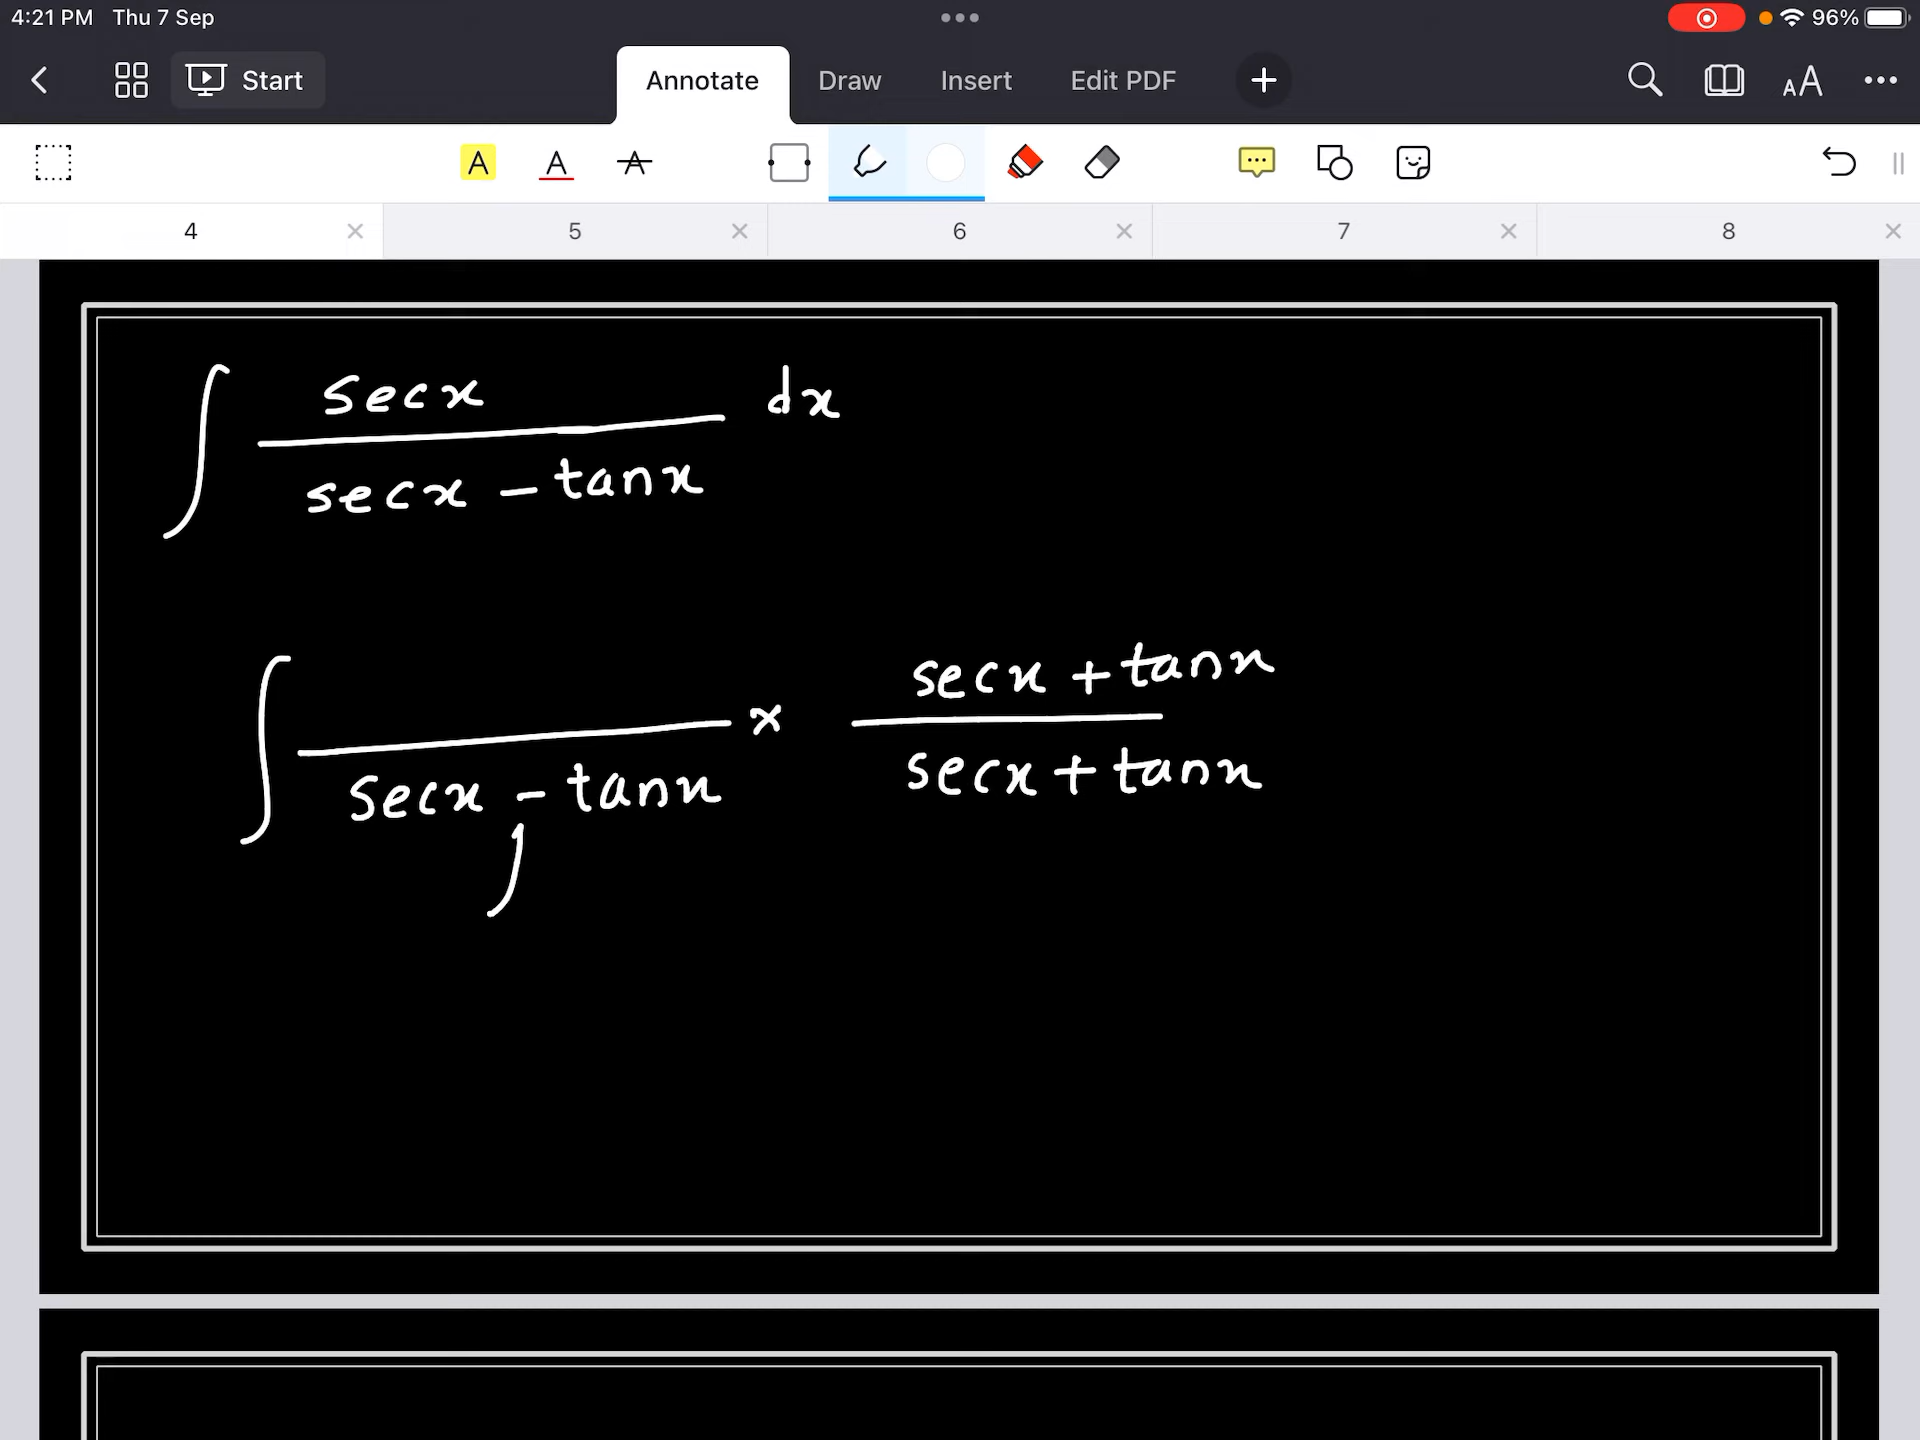 4:21 PM Thu 7 Sep 96%
Start Annotate Draw Insert Edit PDF AA
A A A
4 5 6 7 8
∫ secx / (secx - tanx) dx
∫ / (secx - tanx) × (secx + tanx) / (secx + tanx)
∫